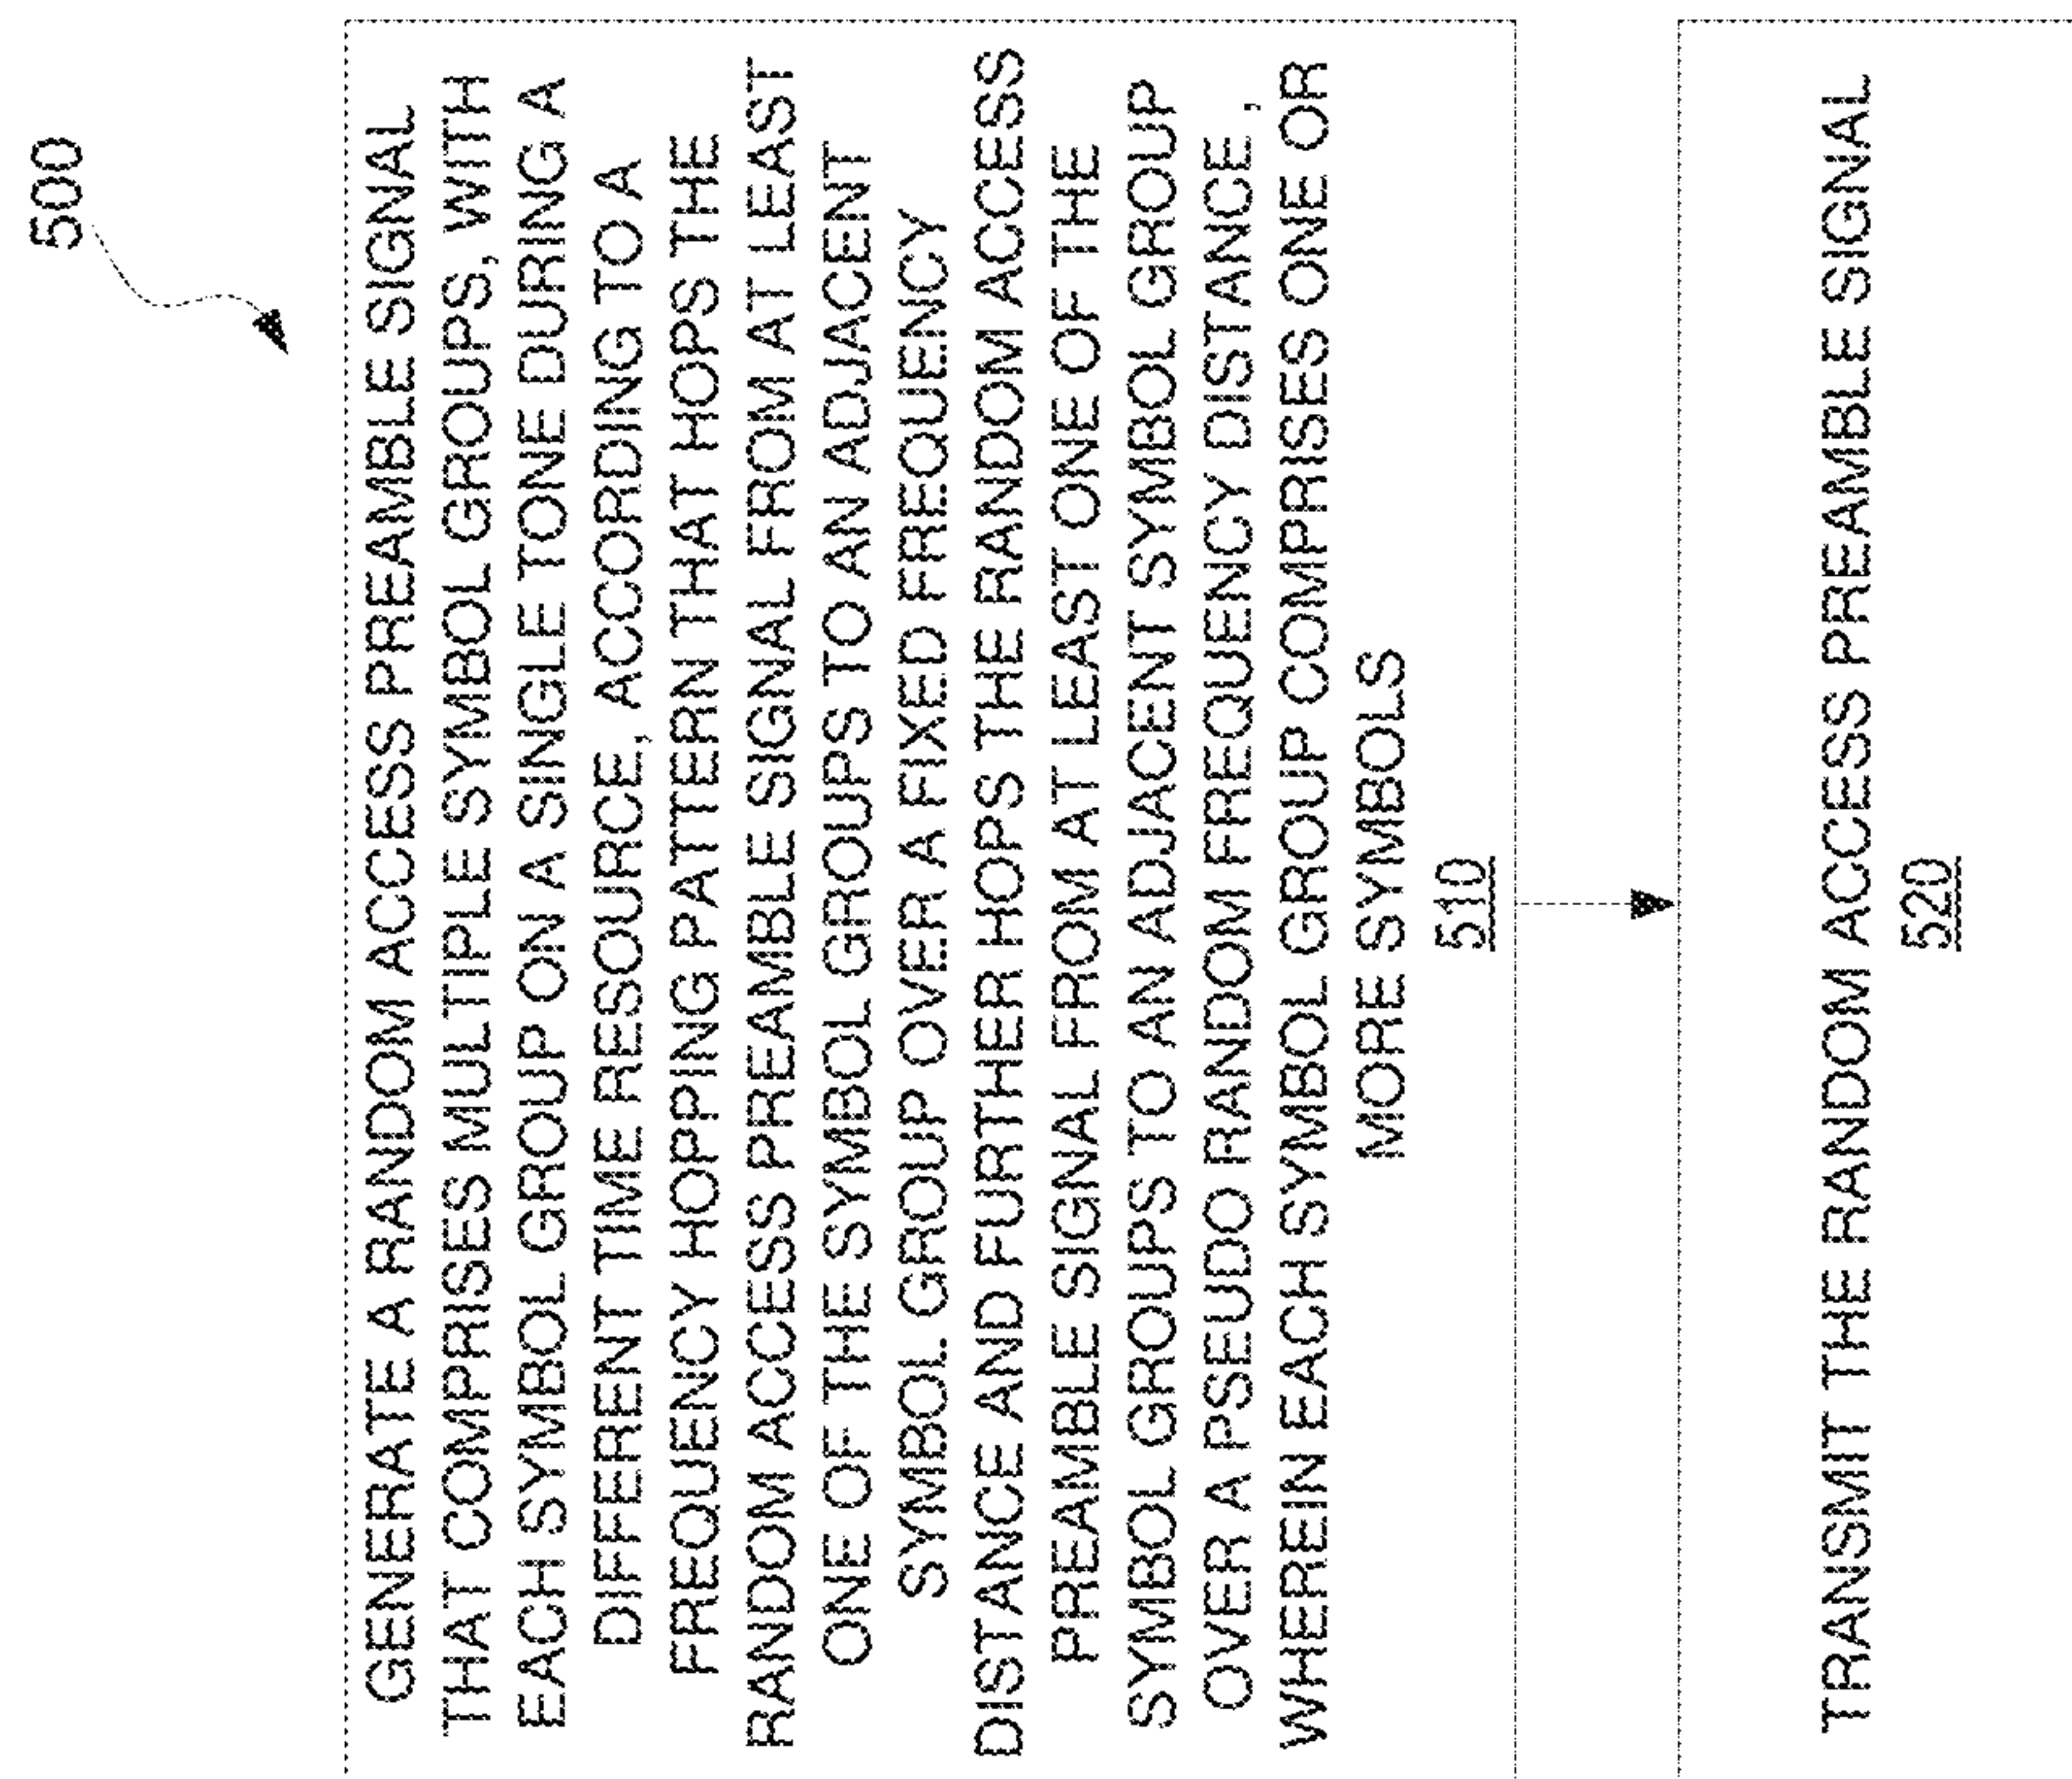 500
GENERATE A RANDOM ACCESS PREAMBLE SIGNAL
THAT COMPRISES MULTIPLE SYMBOL GROUPS, WITH
EACH SYMBOL GROUP ON A SINGLE TONE DURING A
DIFFERENT TIME RESOURCE, ACCORDING TO A
FREQUENCY HOPPING PATTERN THAT HOPS THE
RANDOM ACCESS PREAMBLE SIGNAL FROM AT LEAST
ONE OF THE SYMBOL GROUPS TO AN ADJACENT
SYMBOL GROUP OVER A FIXED FREQUENCY
DISTANCE AND FURTHER HOPS THE RANDOM ACCESS
PREAMBLE SIGNAL FROM AT LEAST ONE OF THE
SYMBOL GROUPS TO AN ADJACENT SYMBOL GROUP
OVER A PSEUDO RANDOM FREQUENCY DISTANCE ,
WHEREIN EACH SYMBOL GROUP COMPRISES ONE OR
MORE SYMBOLS
510
TRANSMIT THE RANDOM ACCESS PREAMBLE SIGNAL
520